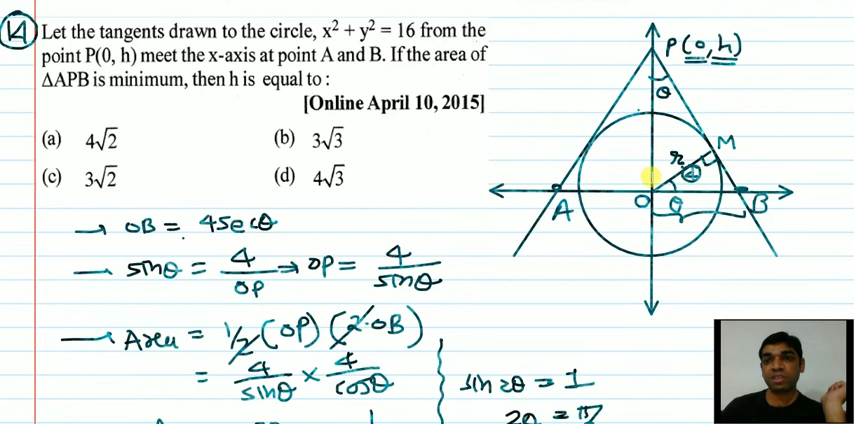 14
Let the tangents drawn to the circle, x² + y² = 16 from the
point P(0, h) meet the x-axis at point A and B. If the area of
ΔAPB is minimum, then h is equal to :
[Online April 10, 2015]
(a) 4√2 (b) 3√3
(c) 3√2 (d) 4√3
P(0, h)
θ
M
r
4
A O θ B
→ OB = 4secθ
→ sinθ = 4/OP → OP = 4/sinθ
→ Area = 1/2 (OP) (2·OB)
= 4/sinθ × 4/cosθ
sin 2θ = 1
2θ = π/